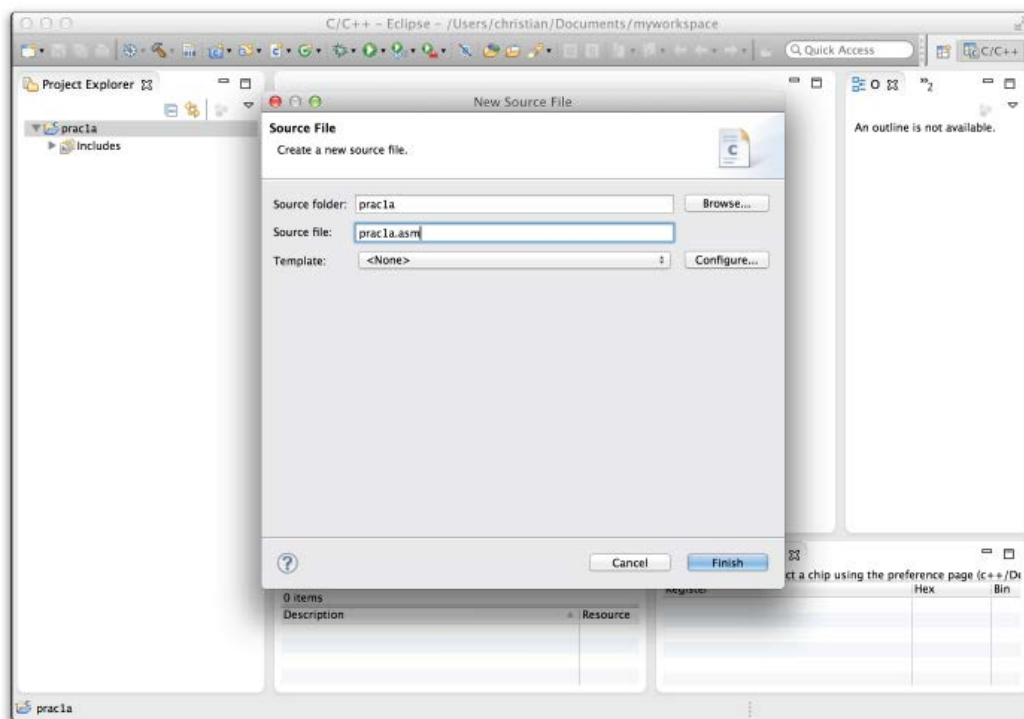 C/C++ - Eclipse - /Users/christian/Documents/myworkspace
Quick Access
C/C++
Project Explorer
prac1a
Includes
New Source File
Source File
Create a new source file.
Source folder: prac1a Browse...
Source file: prac1a.asm
Template: <None> Configure...
Cancel Finish
O
2
An outline is not available.
0 items
Description Resource
ct a chip using the preference page (c++/De
Register Hex Bin
prac1a